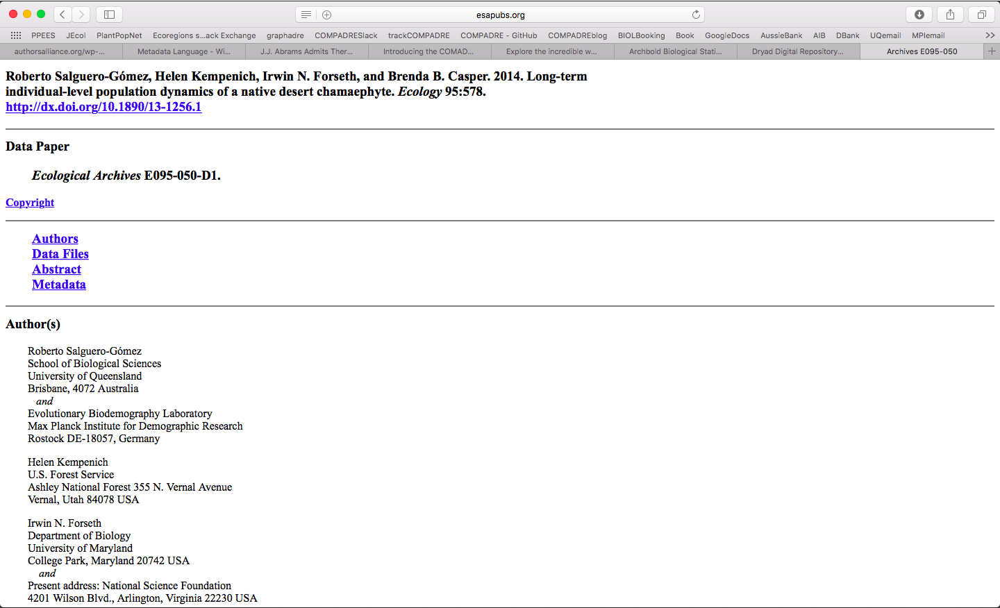 esapubs.org
PPEES JEcol PlantPopNet Ecoregions s...ack Exchange graphadre COMPADRESlack trackCOMPADRE COMPADRE - GitHub COMPADREblog BIOLBooking Book GoogleDocs AussieBank AIB DBank UQemail MPIemail >>
authorsalliance.org/wp-... Metadata Language - Wi... J.J. Abrams Admits Ther... Introducing the COMAD... Explore the incredible w... Archbold Biological Stati... Dryad Digital Repository... Archives E095-050
Roberto Salguero-Gómez, Helen Kempenich, Irwin N. Forseth, and Brenda B. Casper. 2014. Long-term
individual-level population dynamics of a native desert chamaephyte. Ecology 95:578.
http://dx.doi.org/10.1890/13-1256.1
Data Paper
Ecological Archives E095-050-D1.
Copyright
Authors
Data Files
Abstract
Metadata
Author(s)
Roberto Salguero-Gómez
School of Biological Sciences
University of Queensland
Brisbane, 4072 Australia
and
Evolutionary Biodemography Laboratory
Max Planck Institute for Demographic Research
Rostock DE-18057, Germany
Helen Kempenich
U.S. Forest Service
Ashley National Forest 355 N. Vernal Avenue
Vernal, Utah 84078 USA
Irwin N. Forseth
Department of Biology
University of Maryland
College Park, Maryland 20742 USA
and
Present address: National Science Foundation
4201 Wilson Blvd., Arlington, Virginia 22230 USA